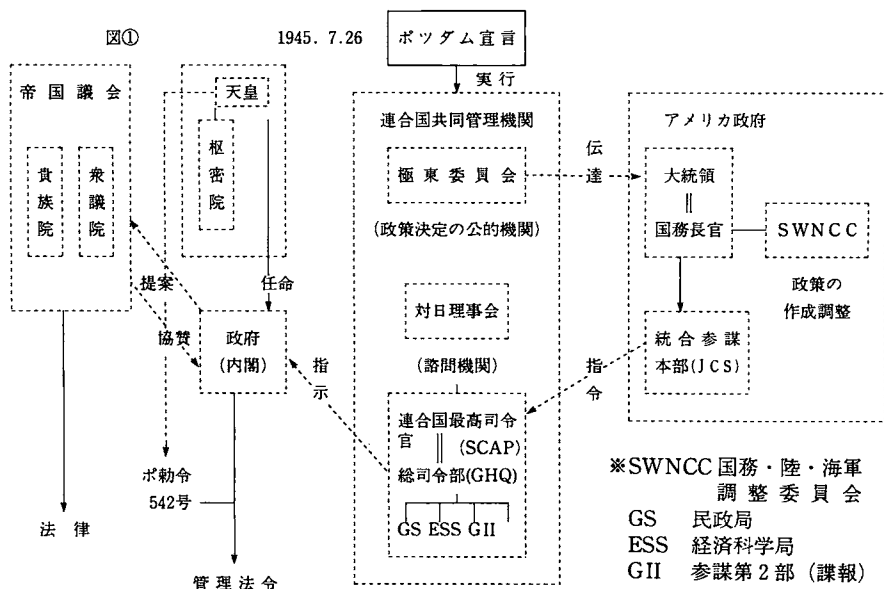 図①
1945. 7.26
ポツダム宣言
実行
帝国議会
貴族院
衆議院
天皇
枢密院
提案
任命
協賛
政府
(内閣)
ポ勅令
542号
法律
管理法令
指示
連合国共同管理機関
極東委員会
(政策決定の公的機関)
対日理事会
(諮問機関)
連合国最高司令
官 (SCAP)
総司令部(GHQ)
GS ESS GII
伝達
指令
アメリカ政府
大統領
国務長官
SWNCC
政策の
作成調整
統合参謀
本部(JCS)
※SWNCC 国務・陸・海軍
調整委員会
GS 民政局
ESS 経済科学局
GII 参謀第2部（諜報）